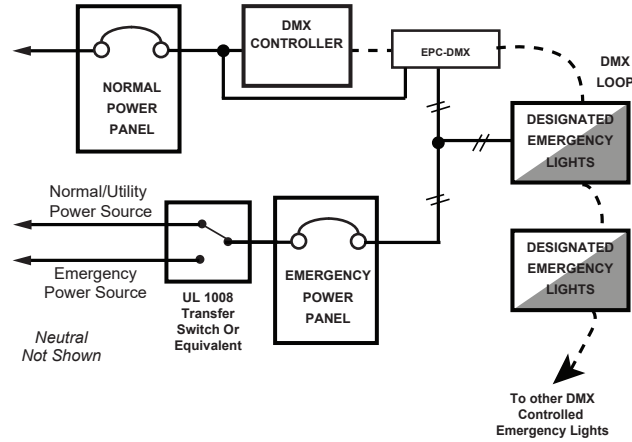 DMX
CONTROLLER
EPC-DMX
DMX
LOOP
NORMAL
POWER
PANEL
DESIGNATED
EMERGENCY
LIGHTS
Normal/Utility
Power Source
Emergency
Power Source
UL 1008
Transfer
Switch Or
Equivalent
EMERGENCY
POWER
PANEL
DESIGNATED
EMERGENCY
LIGHTS
Neutral
Not Shown
To other DMX
Controlled
Emergency Lights